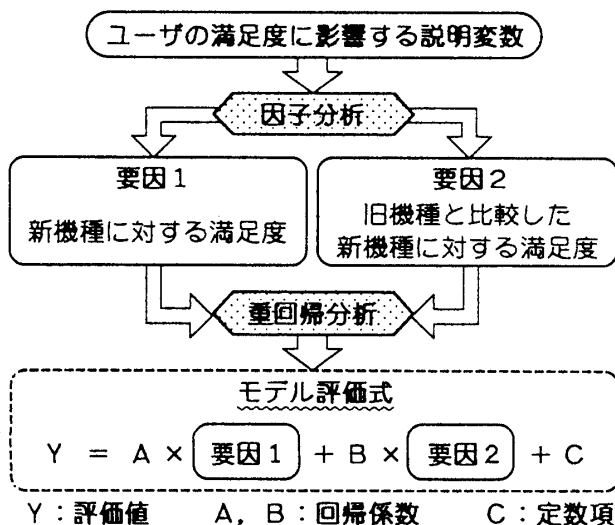 ユーザの満足度に影響する説明変数
因子分析
要因1
新機種に対する満足度
要因2
旧機種と比較した
新機種に対する満足度
重回帰分析
モデル評価式
Y = A × 要因1 + B × 要因2 + C
Y:評価値 A, B:回帰係数 C:定数項